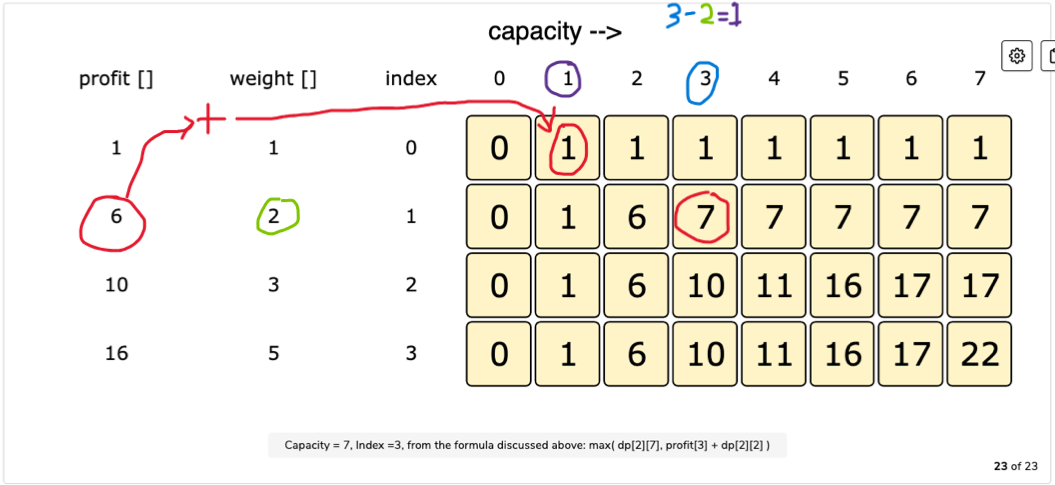 3-2=1
capacity -->
profit [] weight [] index 0 1 2 3 4 5 6 7
+
1 1 0 0 1 1 1 1 1 1 1
6 2 1 0 1 6 7 7 7 7 7
10 3 2 0 1 6 10 11 16 17 17
16 5 3 0 1 6 10 11 16 17 22
Capacity = 7, Index =3, from the formula discussed above: max( dp[2][7], profit[3] + dp[2][2] )
23 of 23